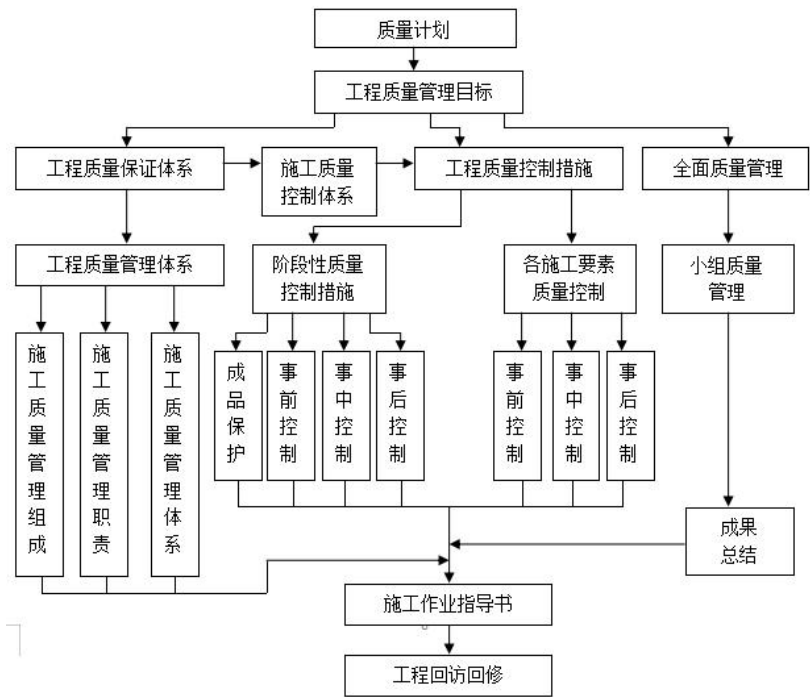 质量计划
工程质量管理目标
工程质量保证体系
施工质量
控制体系
工程质量控制措施
全面质量管理
工程质量管理体系
阶段性质量
控制措施
各施工要素
质量控制
小组质量
管理
施工质量管理组成
施工质量管理职责
施工质量管理体系
成品保护
事前控制
事中控制
事后控制
事前控制
事中控制
事后控制
成果
总结
施工作业指导书
工程回访回修